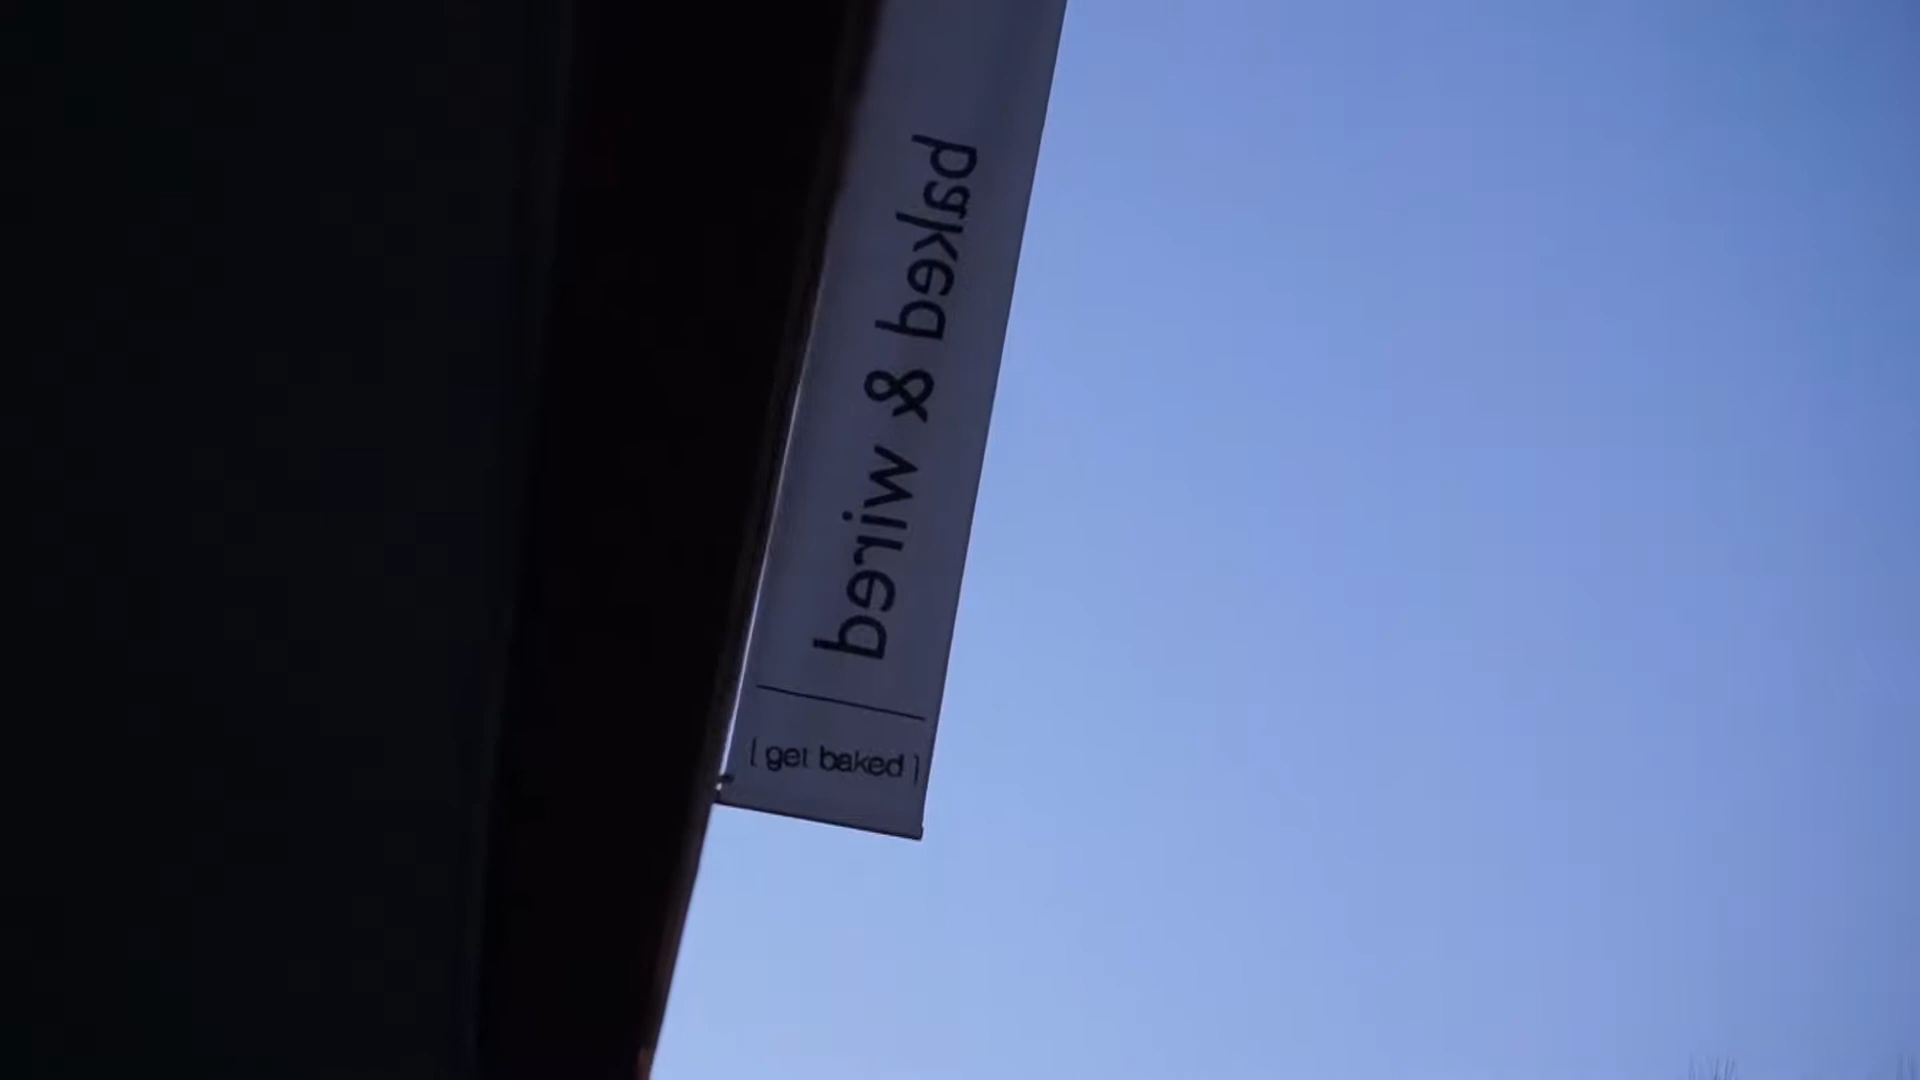 baked & wired
[ get baked ]